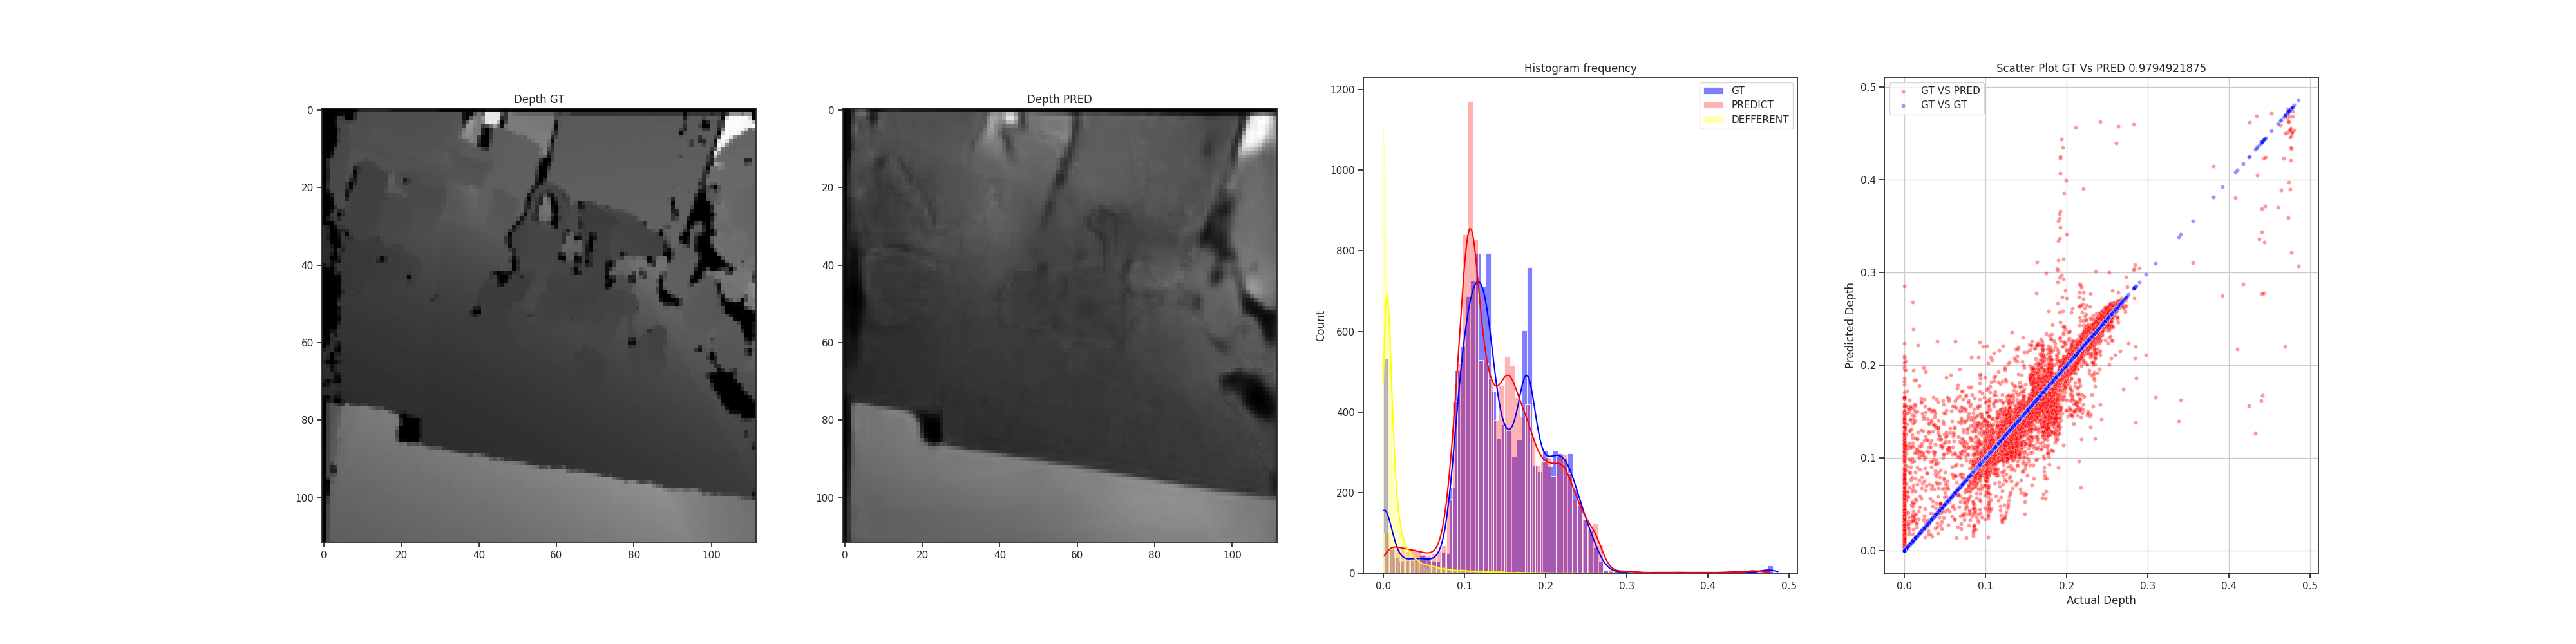 Depth GT
0
20
40
60
80
100
0 20 40 60 80 100
Depth PRED
0
20
40
60
80
100
0 20 40 60 80 100
Histogram frequency
GT
PREDICT
DEFFERENT
Count
1200
1000
800
600
400
200
0
0.0 0.1 0.2 0.3 0.4 0.5
Scatter Plot GT Vs PRED 0.9794921875
GT VS PRED
GT VS GT
Predicted Depth
0.5
0.4
0.3
0.2
0.1
0.0
0.0 0.1 0.2 0.3 0.4 0.5
Actual Depth